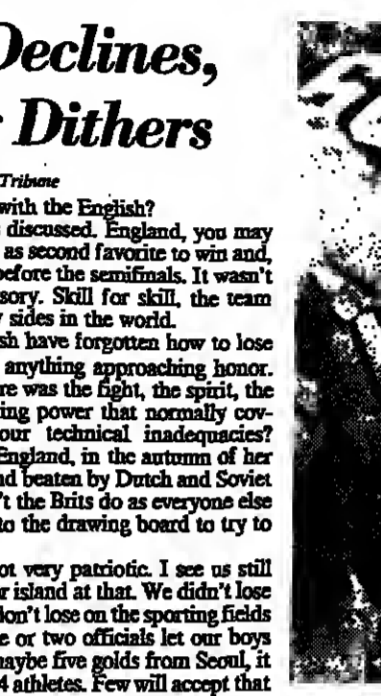 Declines,
Dithers
Tribune
with the English?
discussed. England, you may
as second favorite to win and,
before the semifinals. It wasn't
sory. Skill for skill, the team
sides in the world.
sh have forgotten how to lose
anything approaching honor.
re was the fight, the spirit, the
ing power that normally cov-
our technical inadequacies?
England, in the autumn of her
nd beaten by Dutch and Soviet
't the Brits do as everyone else
to the drawing board to try to
ot very patriotic. I see us still
r island at that. We didn't lose
don't lose on the sporting fields
e or two officials let our boys
maybe five golds from Seoul, it
4 athletes. Few will accept that